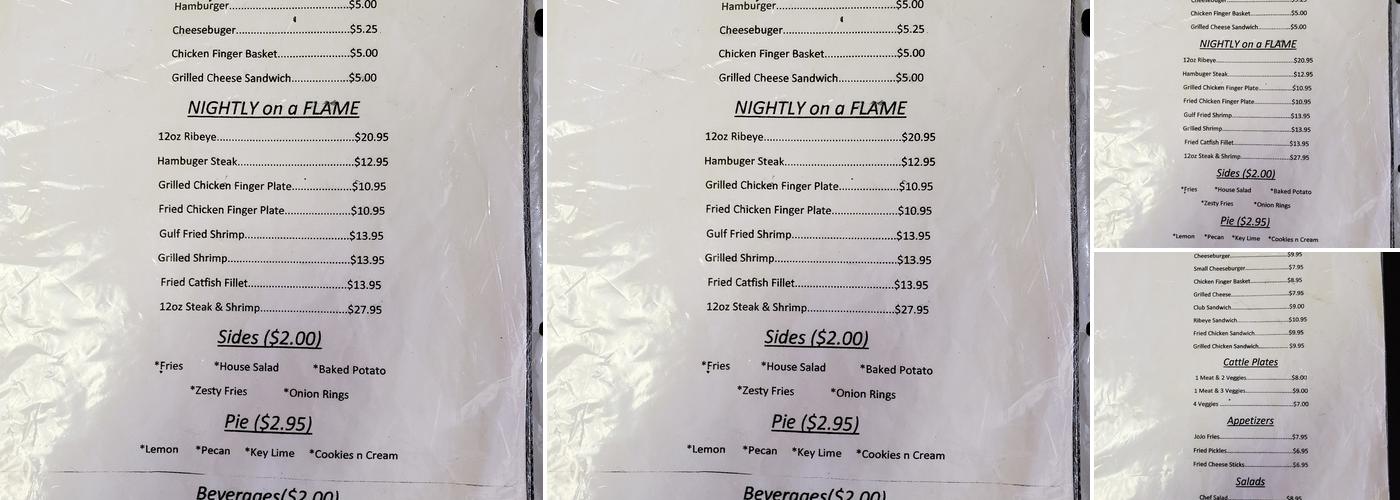 Hamburger.....$5.00
Cheesebuger.....$5.25
Chicken Finger Basket.....$5.00
Grilled Cheese Sandwich.....$5.00
NIGHTLY on a FLAME
12oz Ribeye.....$20.95
Hambuger Steak.....$12.95
Grilled Chicken Finger Plate.....$10.95
Fried Chicken Finger Plate.....$10.95
Gulf Fried Shrimp.....$13.95
Grilled Shrimp.....$13.95
Fried Catfish Fillet.....$13.95
12oz Steak & Shrimp.....$27.95
Sides ($2.00)
*Fries *House Salad *Baked Potato
*Zesty Fries *Onion Rings
Pie ($2.95)
*Lemon *Pecan *Key Lime *Cookies n Cream
Beverages($2.00)
Hamburger.....$5.00
Cheesebuger.....$5.25
Chicken Finger Basket.....$5.00
Grilled Cheese Sandwich.....$5.00
NIGHTLY on a FLAME
12oz Ribeye.....$20.95
Hambuger Steak.....$12.95
Grilled Chicken Finger Plate.....$10.95
Fried Chicken Finger Plate.....$10.95
Gulf Fried Shrimp.....$13.95
Grilled Shrimp.....$13.95
Fried Catfish Fillet.....$13.95
12oz Steak & Shrimp.....$27.95
Sides ($2.00)
*Fries *House Salad *Baked Potato
*Zesty Fries *Onion Rings
Pie ($2.95)
*Lemon *Pecan *Key Lime *Cookies n Cream
Beverages($2.00)
Chicken Finger Basket.....$5.00
Grilled Cheese Sandwich.....$5.00
NIGHTLY on a FLAME
12oz Ribeye.....$20.95
Hambuger Steak.....$12.95
Grilled Chicken Finger Plate.....$10.95
Fried Chicken Finger Plate.....$10.95
Gulf Fried Shrimp.....$13.95
Grilled Shrimp.....$13.95
Fried Catfish Fillet.....$13.95
12oz Steak & Shrimp.....$27.95
Sides ($2.00)
*Fries *House Salad *Baked Potato
*Zesty Fries *Onion Rings
Pie ($2.95)
*Lemon *Pecan *Key Lime *Cookies n Cream
Cheeseburger.....$9.95
Small Cheeseburger.....$7.95
Chicken Finger Basket.....$8.95
Grilled Cheese.....$7.95
Club Sandwich.....$9.00
Ribeye Sandwich.....$10.95
Fried Chicken Sandwich.....$9.95
Grilled Chicken Sandwich.....$9.95
Cattle Plates
1 Meat & 2 Veggies.....$8.00
1 Meat & 3 Veggies.....$9.00
4 Veggies.....$7.00
Appetizers
JoJo Fries.....$7.95
Fried Pickles.....$6.95
Fried Cheese Sticks.....$6.95
Salads
Chef Salad.....$8.95